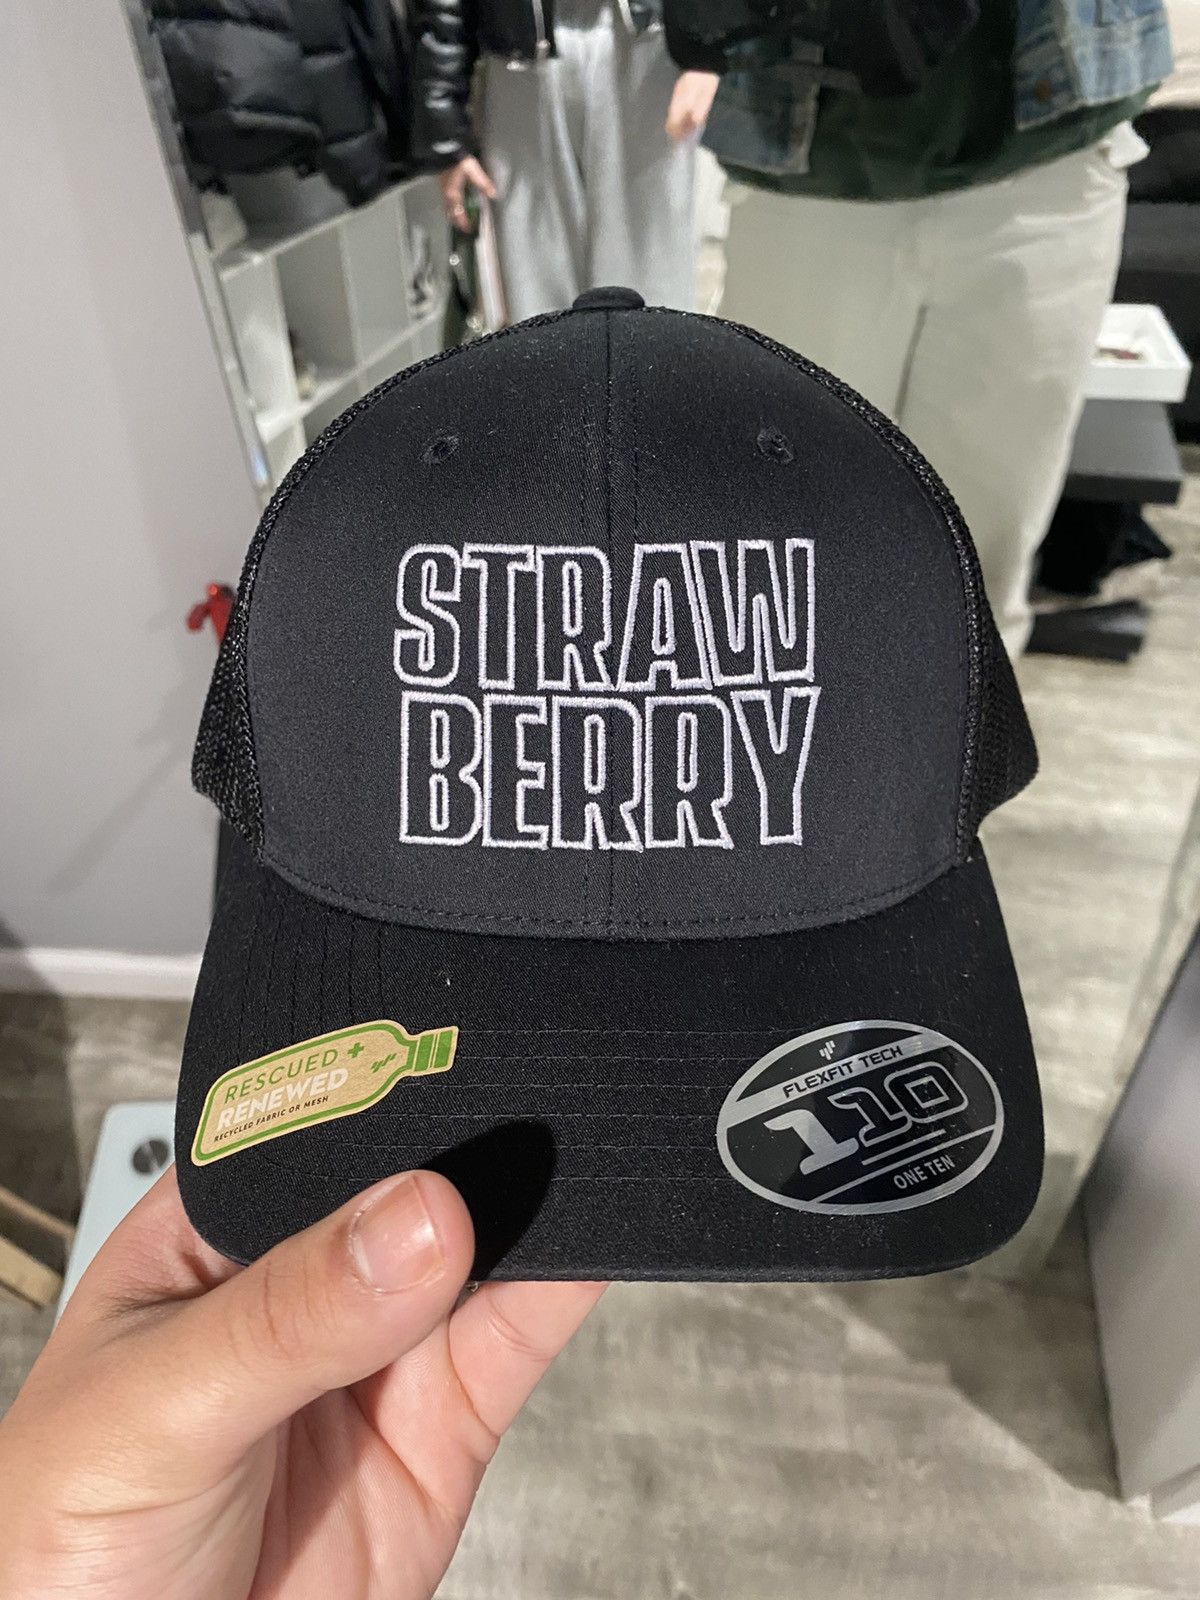 STRAW
BERRY
RESCUED +
RENEWED
RECYCLED FABRIC OR MESH
FLEXFIT TECH
110
ONE TEN